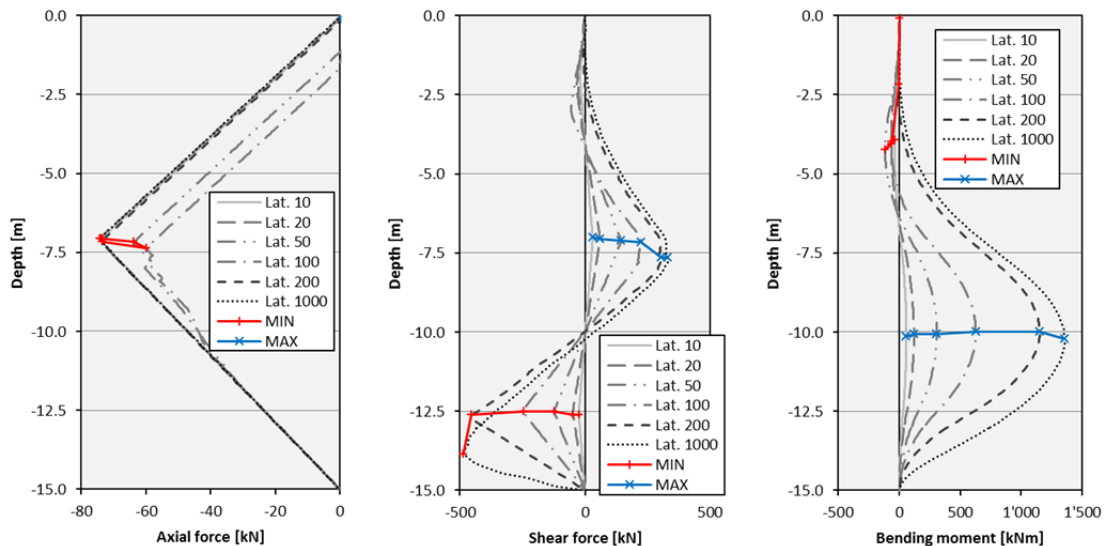 0.0
-2.5
-5.0
-7.5
-10.0
-12.5
-15.0
Depth [m]
Lat. 10
Lat. 20
Lat. 50
Lat. 100
Lat. 200
Lat. 1000
MIN
MAX
-80 -60 -40 -20 0
Axial force [kN]
0.0
-2.5
-5.0
-7.5
-10.0
-12.5
-15.0
Depth [m]
Lat. 10
Lat. 20
Lat. 50
Lat. 100
Lat. 200
Lat. 1000
MIN
MAX
-500 0 500
Shear force [kN]
0.0
-2.5
-5.0
-7.5
-10.0
-12.5
-15.0
Depth [m]
Lat. 10
Lat. 20
Lat. 50
Lat. 100
Lat. 200
Lat. 1000
MIN
MAX
-500 0 500 1'000 1'500
Bending moment [kNm]